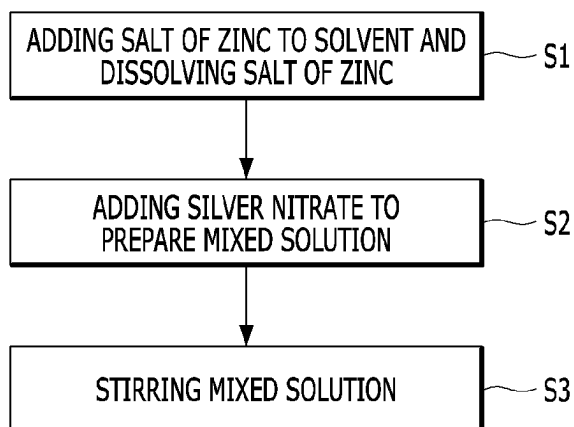 ADDING SALT OF ZINC TO SOLVENT AND
DISSOLVING SALT OF ZINC
S1
ADDING SILVER NITRATE TO
PREPARE MIXED SOLUTION
S2
STIRRING MIXED SOLUTION
S3